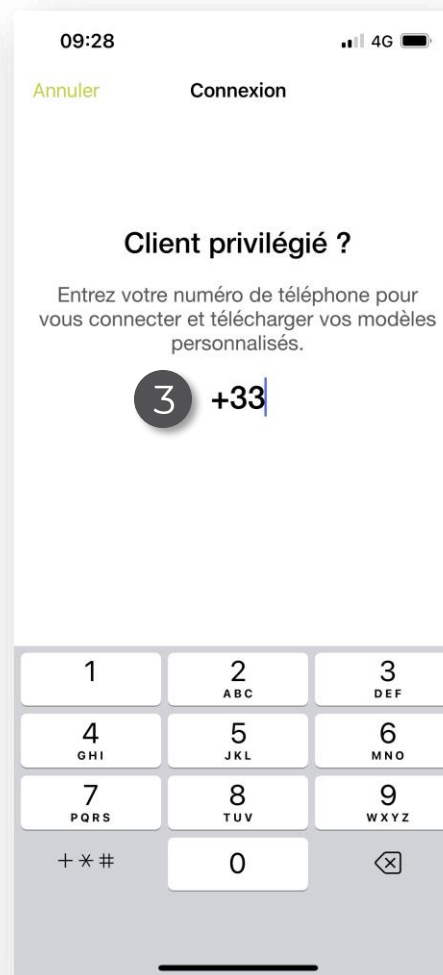 09:28 4G
Annuler Connexion
Client privilégié ?
Entrez votre numéro de téléphone pour
vous connecter et télécharger vos modèles
personnalisés.
3 +33
1 2 3
ABC DEF
4 5 6
GHI JKL MNO
7 8 9
PQRS TUV WXYZ
+*# 0